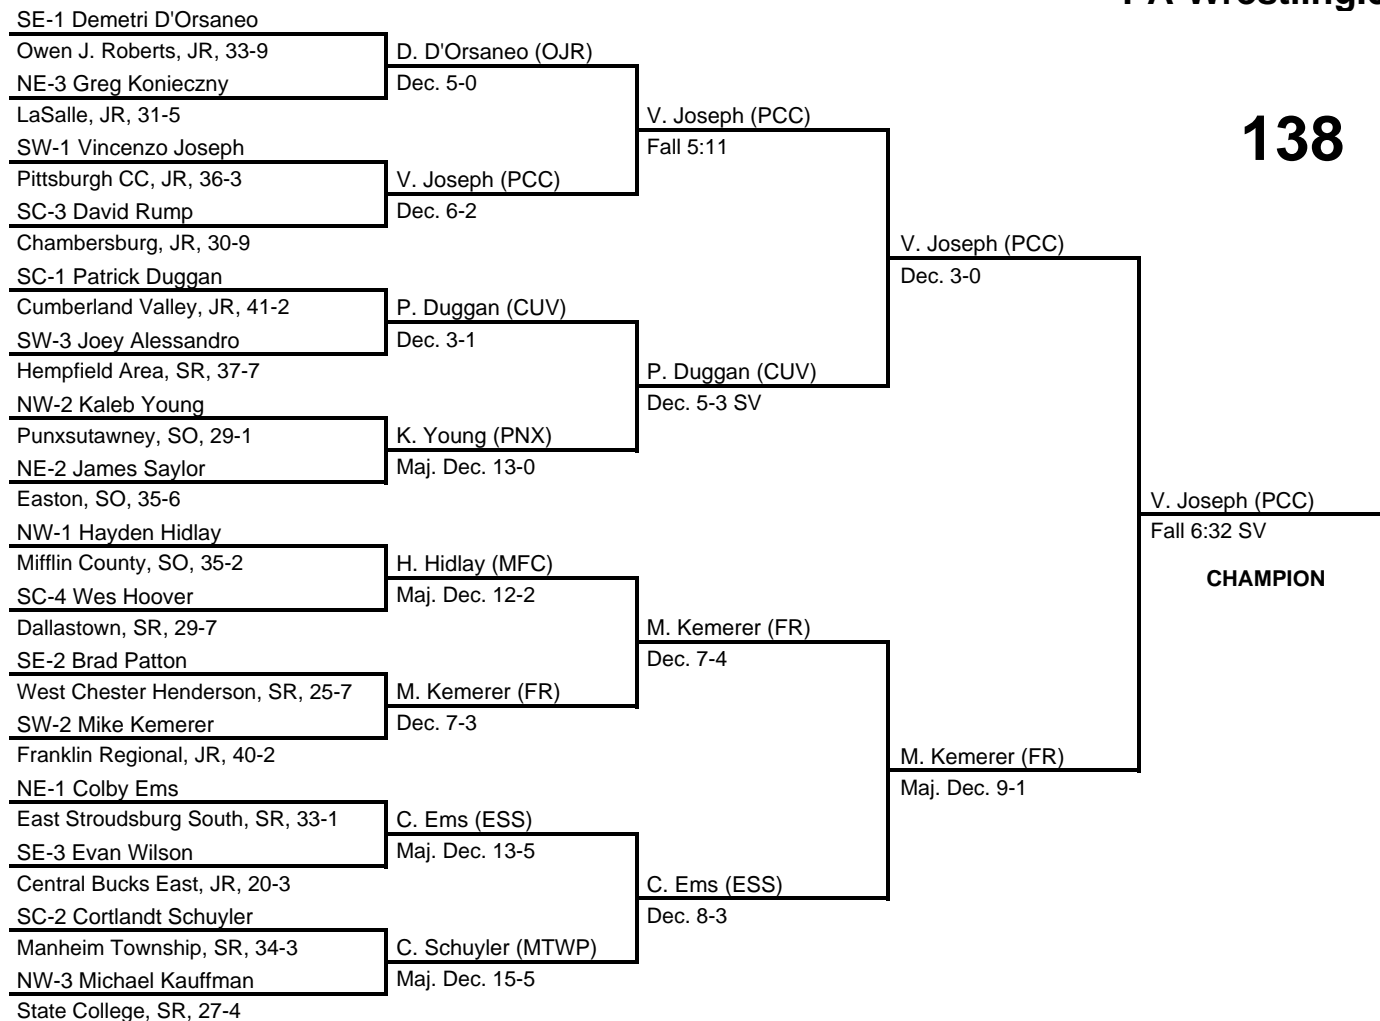 SE-1 Demetri D'Orsaneo
Owen J. Roberts, JR, 33-9
NE-3 Greg Konieczny
LaSalle, JR, 31-5
SW-1 Vincenzo Joseph
Pittsburgh CC, JR, 36-3
SC-3 David Rump
Chambersburg, JR, 30-9
SC-1 Patrick Duggan
Cumberland Valley, JR, 41-2
SW-3 Joey Alessandro
Hempfield Area, SR, 37-7
NW-2 Kaleb Young
Punxsutawney, SO, 29-1
NE-2 James Saylor
Easton, SO, 35-6
NW-1 Hayden Hidlay
Mifflin County, SO, 35-2
SC-4 Wes Hoover
Dallastown, SR, 29-7
SE-2 Brad Patton
West Chester Henderson, SR, 25-7
SW-2 Mike Kemerer
Franklin Regional, JR, 40-2
NE-1 Colby Ems
East Stroudsburg South, SR, 33-1
SE-3 Evan Wilson
Central Bucks East, JR, 20-3
SC-2 Cortlandt Schuyler
Manheim Township, SR, 34-3
NW-3 Michael Kauffman
State College, SR, 27-4
D. D'Orsaneo (OJR)
Dec. 5-0
V. Joseph (PCC)
Dec. 6-2
P. Duggan (CUV)
Dec. 3-1
K. Young (PNX)
Maj. Dec. 13-0
H. Hidlay (MFC)
Maj. Dec. 12-2
M. Kemerer (FR)
Dec. 7-3
C. Ems (ESS)
Maj. Dec. 13-5
C. Schuyler (MTWP)
Maj. Dec. 15-5
V. Joseph (PCC)
Fall 5:11
P. Duggan (CUV)
Dec. 5-3 SV
M. Kemerer (FR)
Dec. 7-4
C. Ems (ESS)
Dec. 8-3
V. Joseph (PCC)
Dec. 3-0
M. Kemerer (FR)
Maj. Dec. 9-1
138
V. Joseph (PCC)
Fall 6:32 SV
CHAMPION